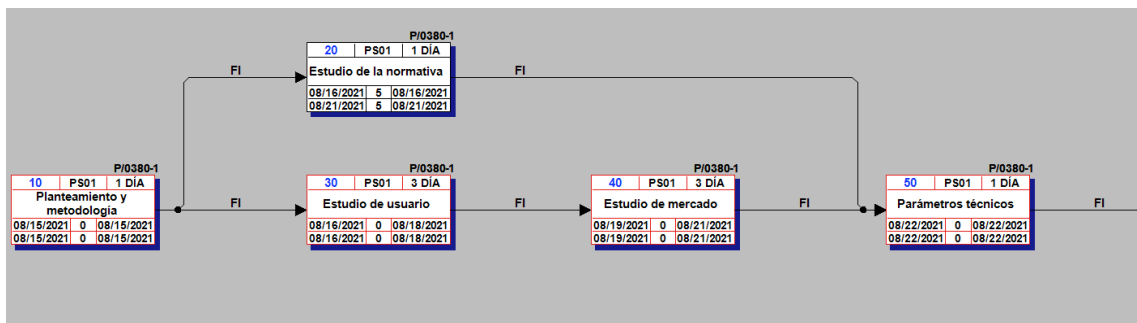 P/0380-1
20 PS01 1 DÍA
Estudio de la normativa
08/16/2021 5 08/16/2021
08/21/2021 5 08/21/2021
FI
FI
P/0380-1
10 PS01 1 DÍA
Planteamiento y
metodología
08/15/2021 0 08/15/2021
08/15/2021 0 08/15/2021
FI
P/0380-1
30 PS01 3 DÍA
Estudio de usuario
08/16/2021 0 08/18/2021
08/16/2021 0 08/18/2021
FI
P/0380-1
40 PS01 3 DÍA
Estudio de mercado
08/19/2021 0 08/21/2021
08/19/2021 0 08/21/2021
FI
P/0380-1
50 PS01 1 DÍA
Parámetros técnicos
08/22/2021 0 08/22/2021
08/22/2021 0 08/22/2021
FI